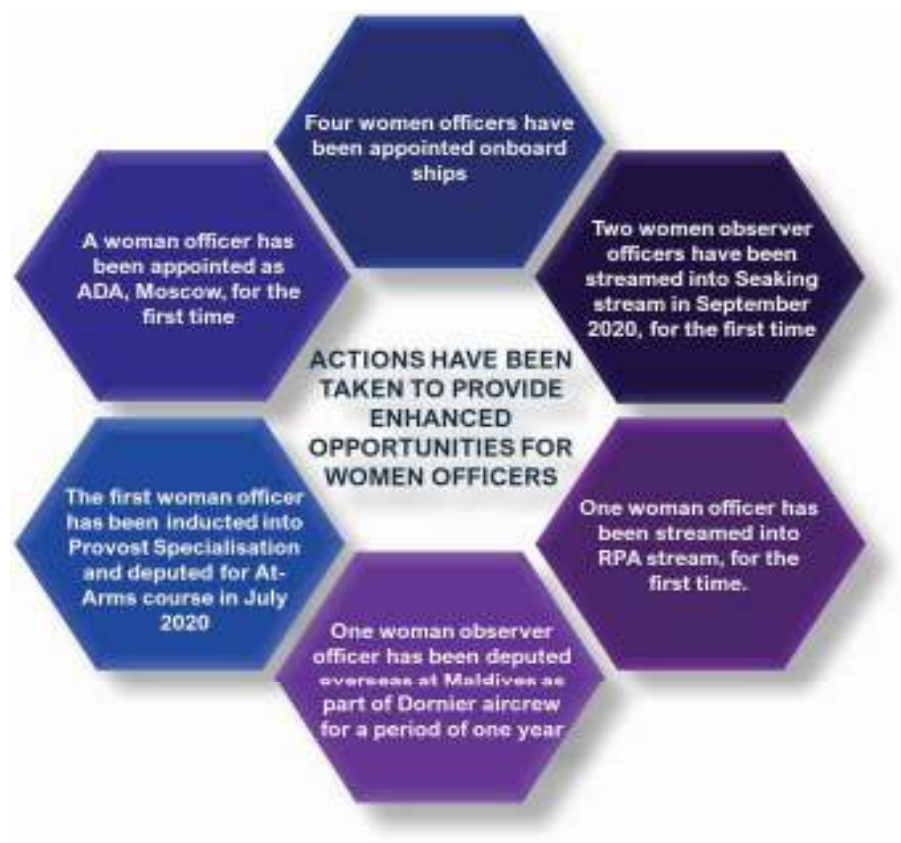 Four women officers have
been appointed onboard
ships
A woman officer has
been appointed as
ADA, Moscow, for the
first time
Two women observer
officers have been
streamed into Seaking
stream in September
2020, for the first time
ACTIONS HAVE BEEN
TAKEN TO PROVIDE
ENHANCED
OPPORTUNITIES FOR
WOMEN OFFICERS
The first woman officer
has been inducted into
Provost Specialisation
and deputed for At-
Arms course in July
2020
One woman officer has
been streamed into
RPA stream, for the
first time.
One woman observer
officer has been deputed
overseas at Maldives as
part of Dornier aircrew
for a period of one year